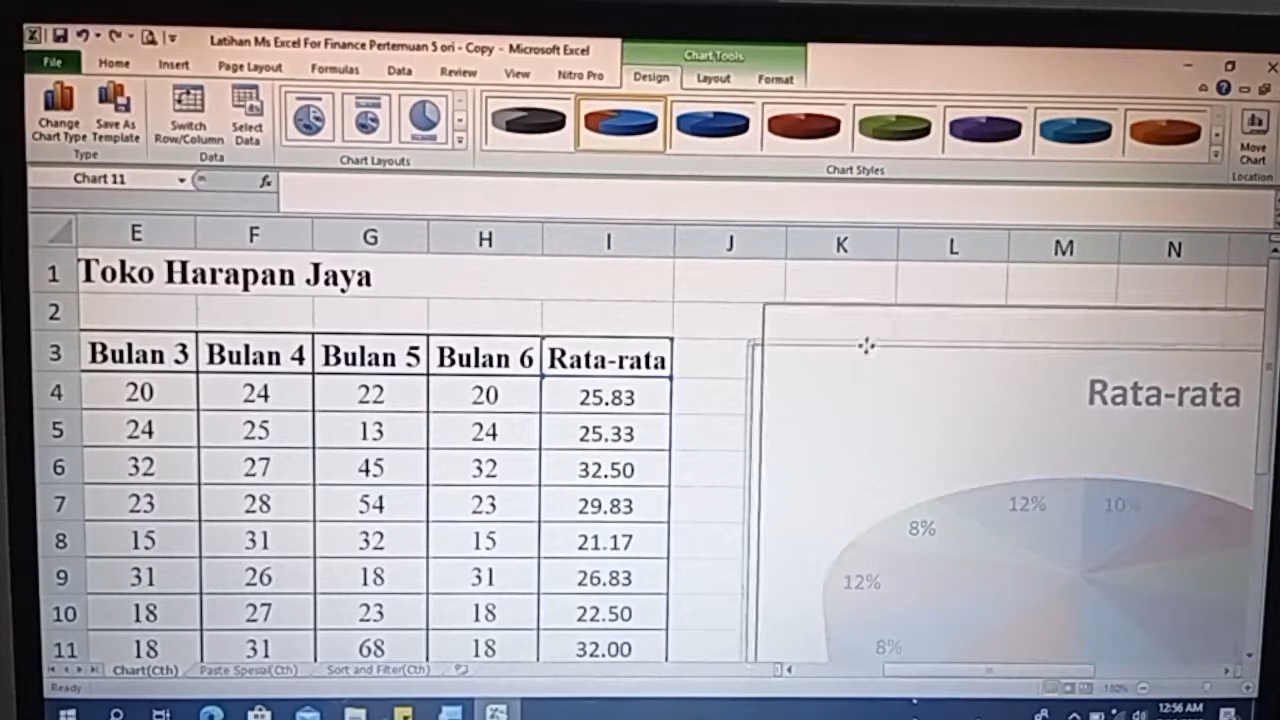 Latihan Ms Excel For Finance Pertemuan 5 ori - Copy - Microsoft Excel
Chart Tools
File Home Insert Page Layout Formulas Data Review View Nitro Pro Design Layout Format
Change Chart Type
Save As Template
Switch Row/Column
Select Data
Move Chart
Type
Data
Chart Layouts
Chart Styles
Location
Chart 11 fx
E F G H I J K L M N
1 Toko Harapan Jaya
2
3 Bulan 3 Bulan 4 Bulan 5 Bulan 6 Rata-rata
4 20 24 22 20 25.83
5 24 25 13 24 25.33
6 32 27 45 32 32.50
7 23 28 54 23 29.83
8 15 31 32 15 21.17
9 31 26 18 31 26.83
10 18 27 23 18 22.50
11 18 31 68 18 32.00
Rata-rata
12% 10%
8%
12%
8%
Chart(Cth) Paste Spesial(Cth) Sort and Filter(Cth)
Ready
100%
12:56 AM